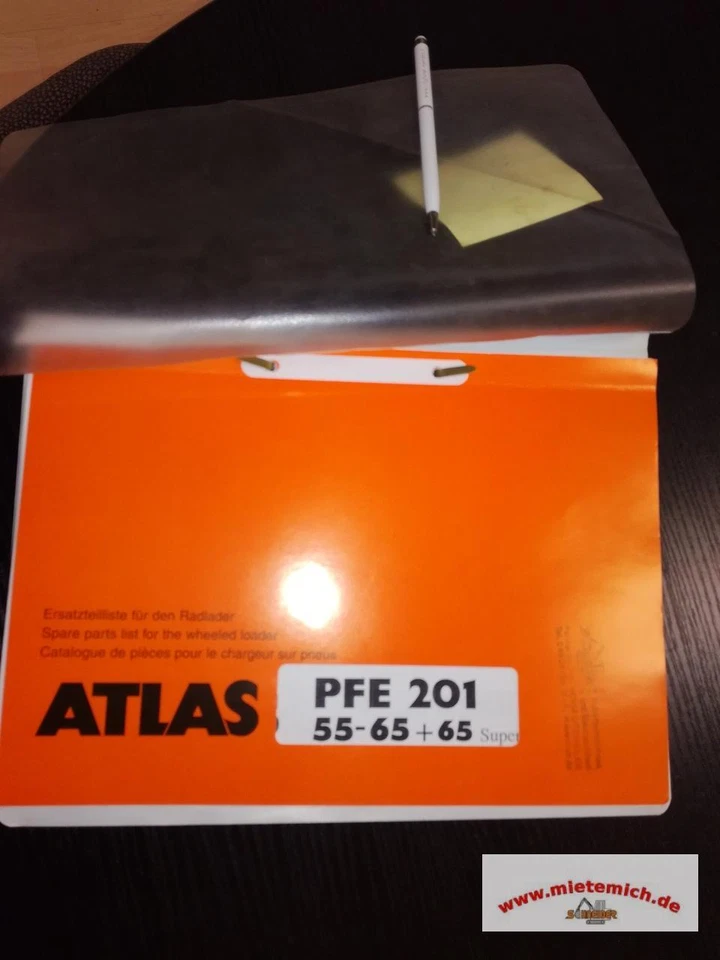 Ersatzteilliste für den Radlader
Spare parts list for the wheeled loader
Catalogue de pièces pour le chargeur sur pneus
ATLAS
PFE 201
55-65+65 Super
www.mietemich.de